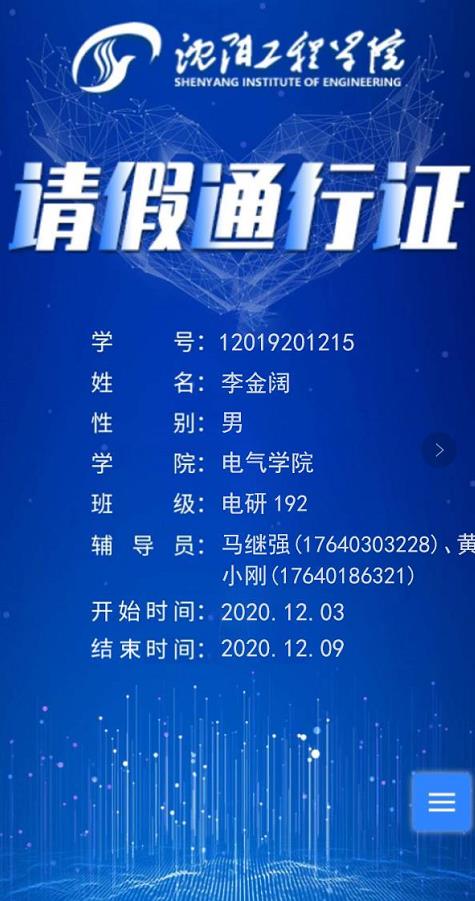 沈阳工程学院
SHENYANG INSTITUTE OF ENGINEERING
请假通行证
学 号：12019201215
姓 名：李金阔
性 别：男
学 院：电气学院
班 级：电研192
辅 导 员：马继强(17640303228)、黄
小刚(17640186321)
开始时间：2020.12.03
结束时间：2020.12.09